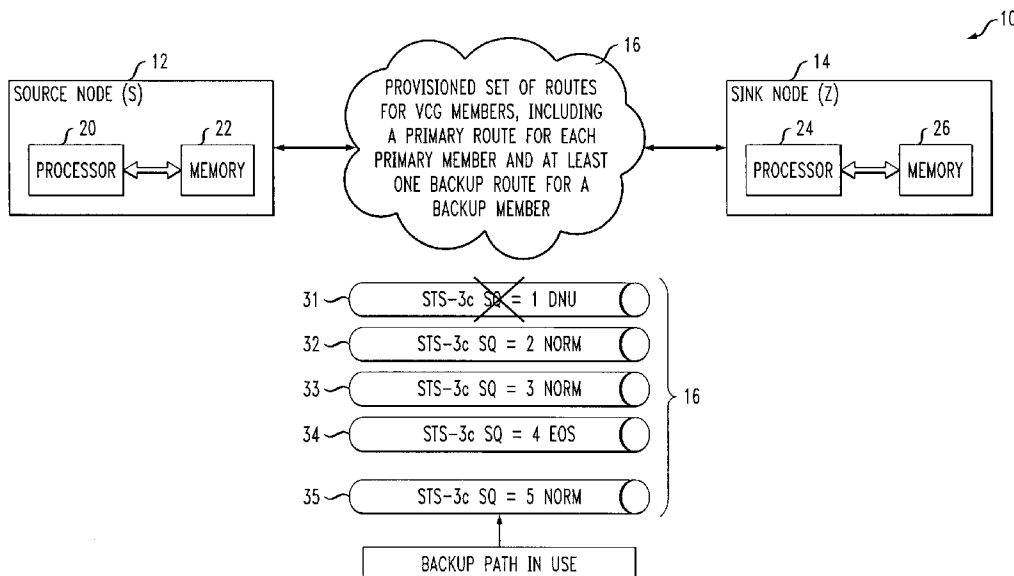 10
12
SOURCE NODE (S)
20
PROCESSOR
22
MEMORY
16
PROVISIONED SET OF ROUTES
FOR VCG MEMBERS, INCLUDING
A PRIMARY ROUTE FOR EACH
PRIMARY MEMBER AND AT LEAST
ONE BACKUP ROUTE FOR A
BACKUP MEMBER
14
SINK NODE (Z)
24
PROCESSOR
26
MEMORY
31
STS-3c SQ = 1 DNU
32
STS-3c SQ = 2 NORM
33
STS-3c SQ = 3 NORM
34
STS-3c SQ = 4 EOS
35
STS-3c SQ = 5 NORM
16
BACKUP PATH IN USE